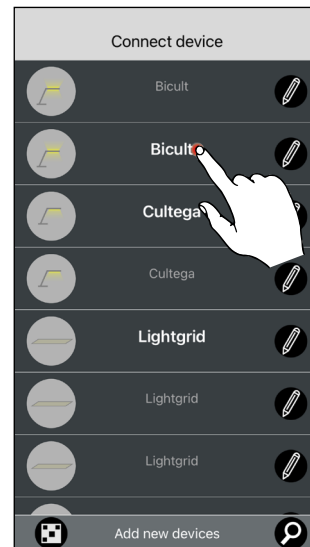 Connect device
Bicult
Bicult
Cultega
Cultega
Lightgrid
Lightgrid
Lightgrid
Add new devices